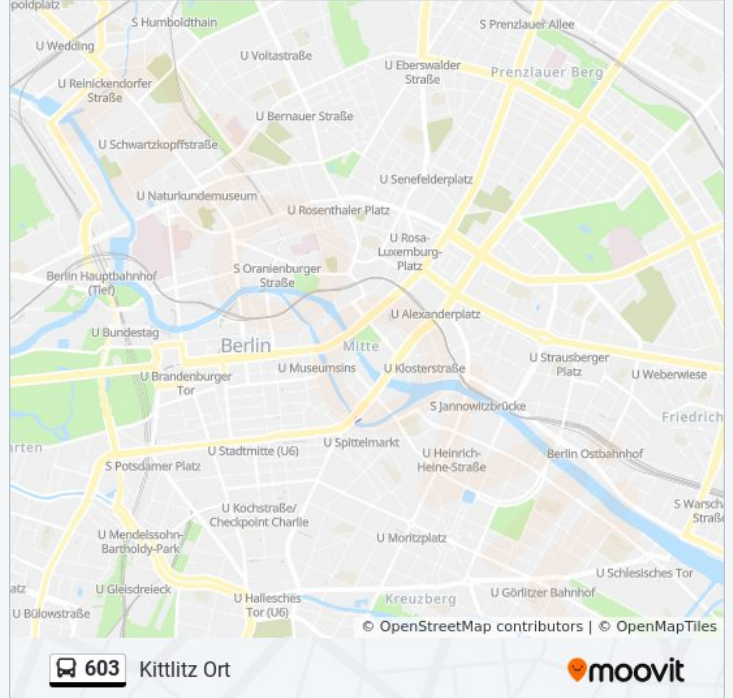 poldplatz
S Humboldthain
S Prenzlauer Allee
U Wedding
U Voltastraße
U Eberswalder
Straße
Prenzlauer Berg
U Reinickendorfer
Straße
U Bernauer Straße
U Schwartzkopffstraße
U Senefelderplatz
U Naturkundemuseum
U Rosenthaler Platz
U Rosa-
Luxemburg-
Platz
Berlin Hauptbahnhof
(Tief)
S Oranienburger
Straße
U Alexanderplatz
U Bundestag
Berlin
Mitte
U Strausberger
Platz
U Museumsins
U Klosterstraße
U Weberwiese
U Brandenburger
Tor
S Jannowitzbrücke
Friedrich
rten
U Stadtmitte (U6)
U Spittelmarkt
U Heinrich-
Heine-Straße
Berlin Ostbahnhof
S Potsdamer Platz
S Warsch
Straße
U Kochstraße/
Checkpoint Charlie
U Mendelssohn-
Bartholdy-Park
U Moritzplatz
U Schlesisches Tor
atz
U Gleisdreieck
U Hallesches
Tor (U6)
Kreuzberg
U Görlitzer Bahnhof
U Bülowstraße
© OpenStreetMap contributors | © OpenMapTiles
603 Kittlitz Ort
moovit